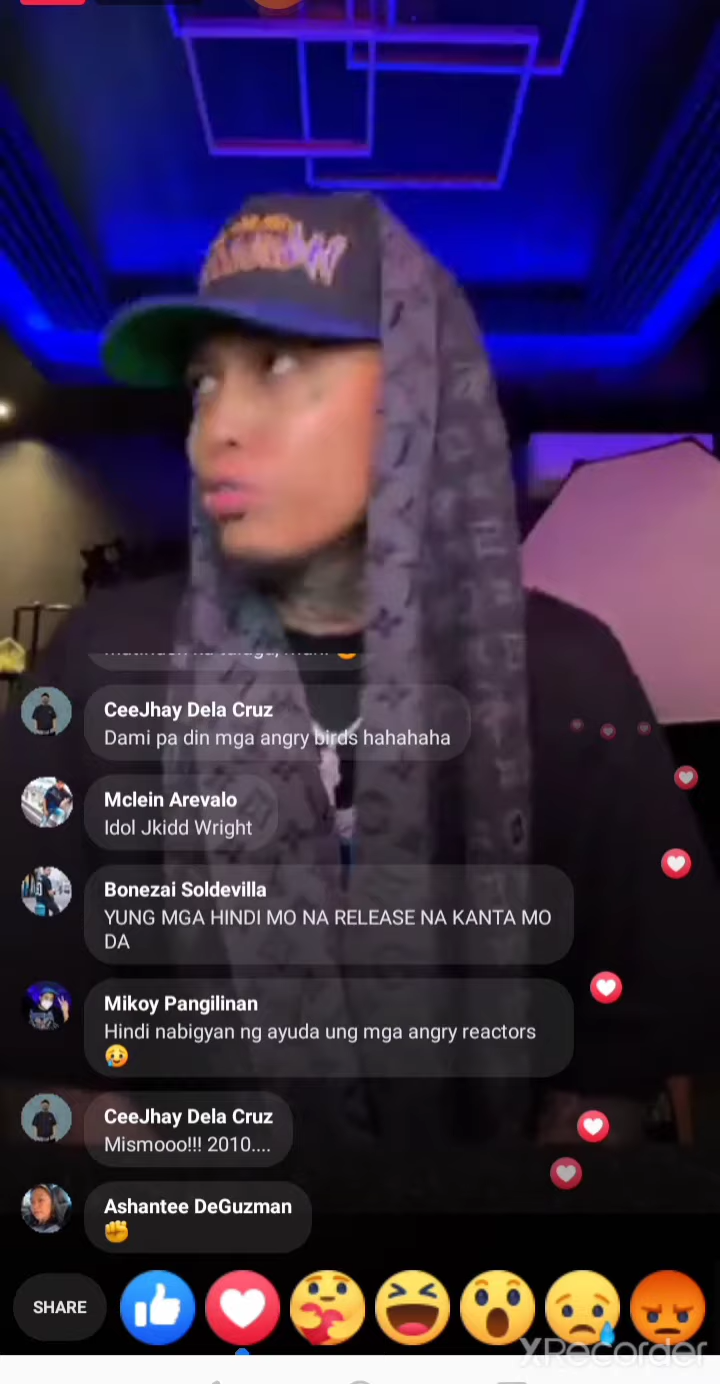 CeeJhay Dela Cruz
Dami pa din mga angry birds hahahaha
Mclein Arevalo
Idol Jkidd Wright
Bonezai Soldevilla
YUNG MGA HINDI MO NA RELEASE NA KANTA MO
DA
Mikoy Pangilinan
Hindi nabigyan ng ayuda ung mga angry reactors
🥲
CeeJhay Dela Cruz
Mismooo!!! 2010....
Ashantee DeGuzman
✊
SHARE
XRecorder